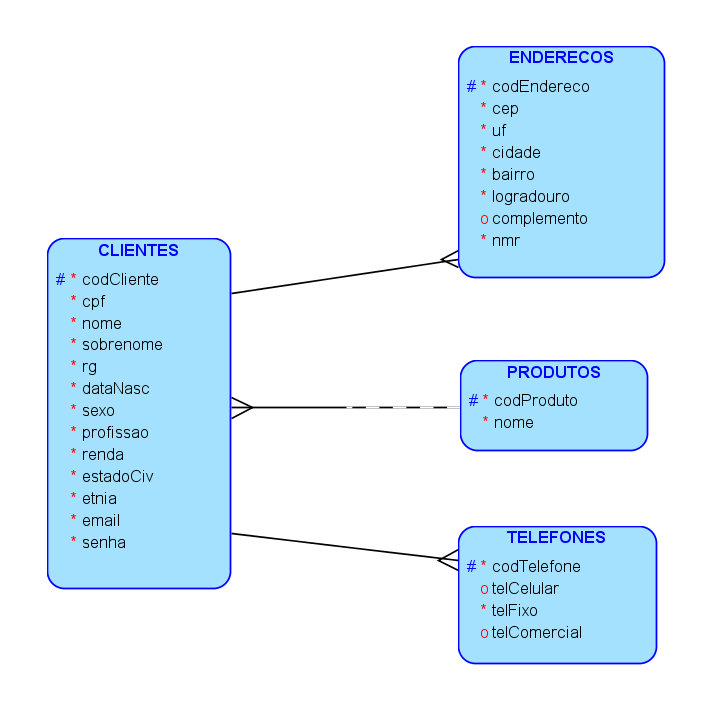 ENDERECOS
# * codEndereco
* cep
* uf
* cidade
* bairro
* logradouro
o complemento
* nmr
CLIENTES
# * codCliente
* cpf
* nome
* sobrenome
* rg
* dataNasc
* sexo
* profissao
* renda
* estadoCiv
* etnia
* email
* senha
PRODUTOS
# * codProduto
* nome
TELEFONES
# * codTelefone
o telCelular
* telFixo
o telComercial